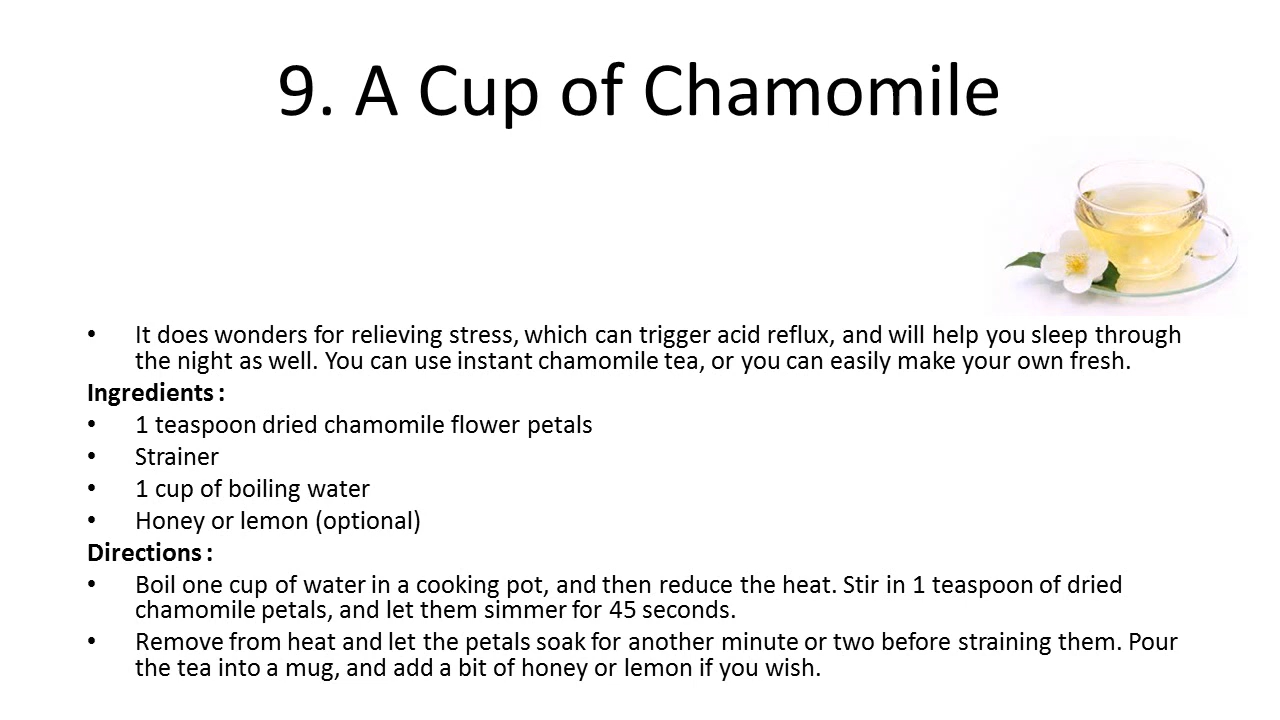 9. A Cup of Chamomile
• It does wonders for relieving stress, which can trigger acid reflux, and will help you sleep through
the night as well. You can use instant chamomile tea, or you can easily make your own fresh.
Ingredients :
• 1 teaspoon dried chamomile flower petals
• Strainer
• 1 cup of boiling water
• Honey or lemon (optional)
Directions :
• Boil one cup of water in a cooking pot, and then reduce the heat. Stir in 1 teaspoon of dried
chamomile petals, and let them simmer for 45 seconds.
• Remove from heat and let the petals soak for another minute or two before straining them. Pour
the tea into a mug, and add a bit of honey or lemon if you wish.